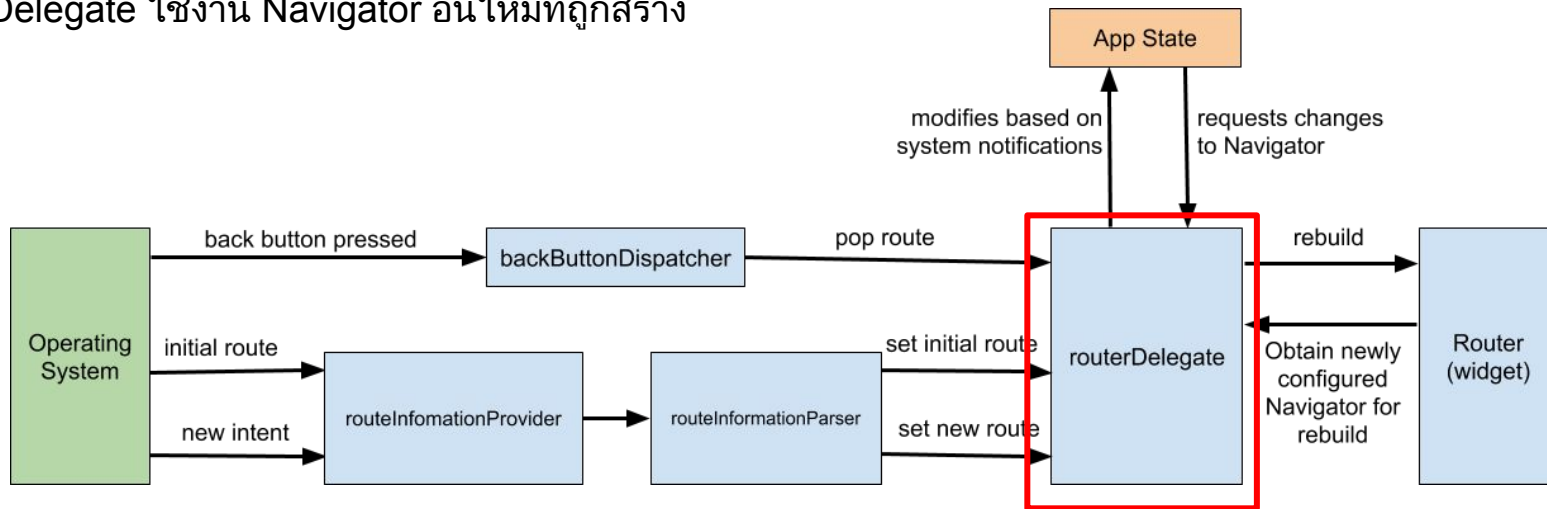 Delegate ใช้งาน Navigator อันใหม่ที่ถูกสร้าง
App State
modifies based on
system notifications
requests changes
to Navigator
back button pressed
backButtonDispatcher
pop route
rebuild
Operating
System
initial route
new intent
routeInfomationProvider
routeInformationParser
set initial route
set new route
routerDelegate
Obtain newly
configured
Navigator for
rebuild
Router
(widget)